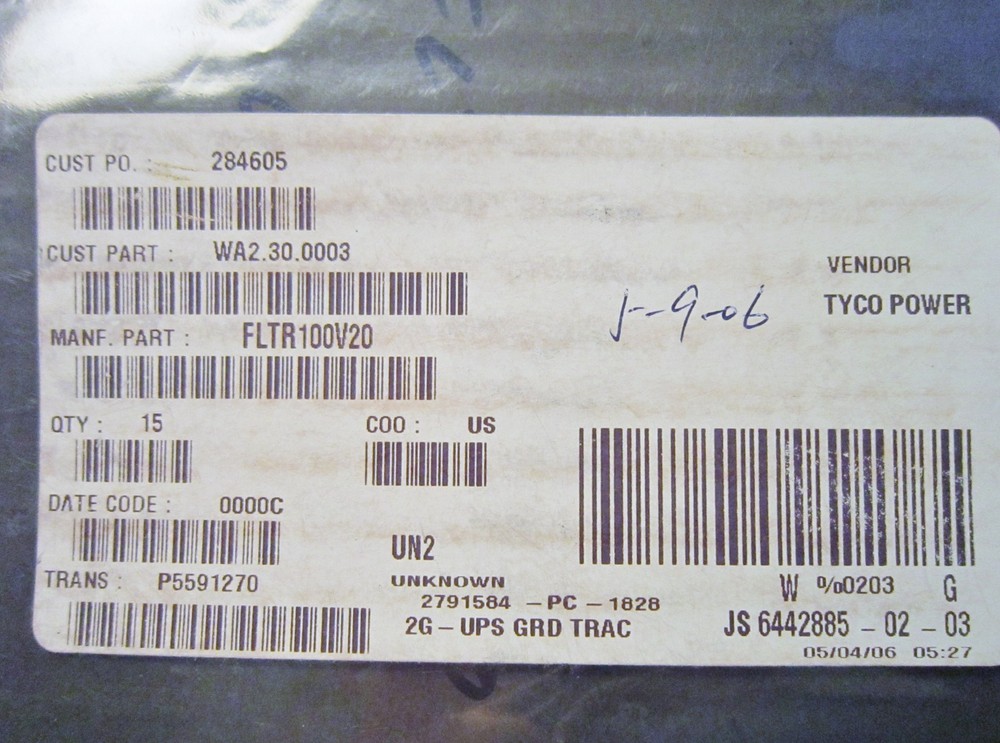 CUST PO. : 284605
CUST PART : WA2.30.0003
VENDOR
TYCO POWER
5-9-06
MANF. PART : FLTR100V20
QTY : 15 COO : US
DATE CODE : 0000C
UN2
TRANS : P5591270
UNKNOWN
2791584 - PC - 1828
2G - UPS GRD TRAC
W %0203 G
JS 6442885 - 02 - 03
05/04/06 05:27